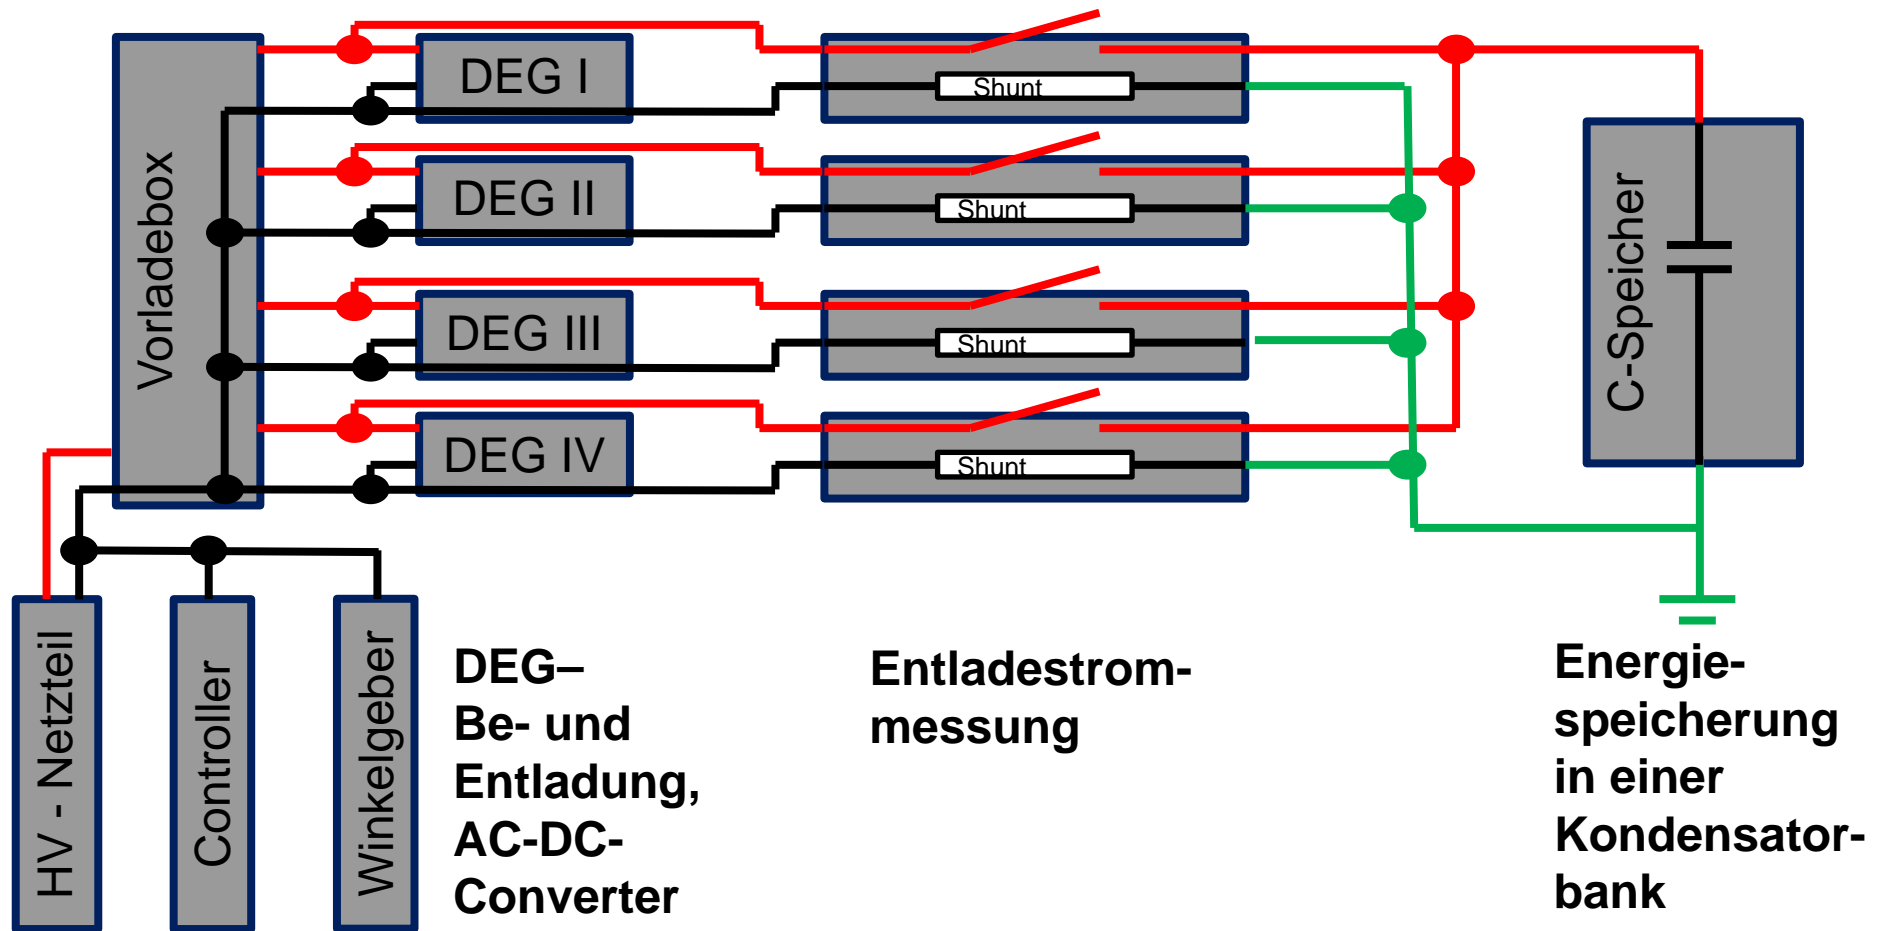 DEG I
Shunt
Vorladebox
DEG II
Shunt
C-Speicher
DEG III
Shunt
DEG IV
Shunt
HV - Netzteil
Controller
Winkelgeber
DEG–
Be- und
Entladung,
AC-DC-
Converter
Entladestrom-
messung
Energie-
speicherung
in einer
Kondensator-
bank